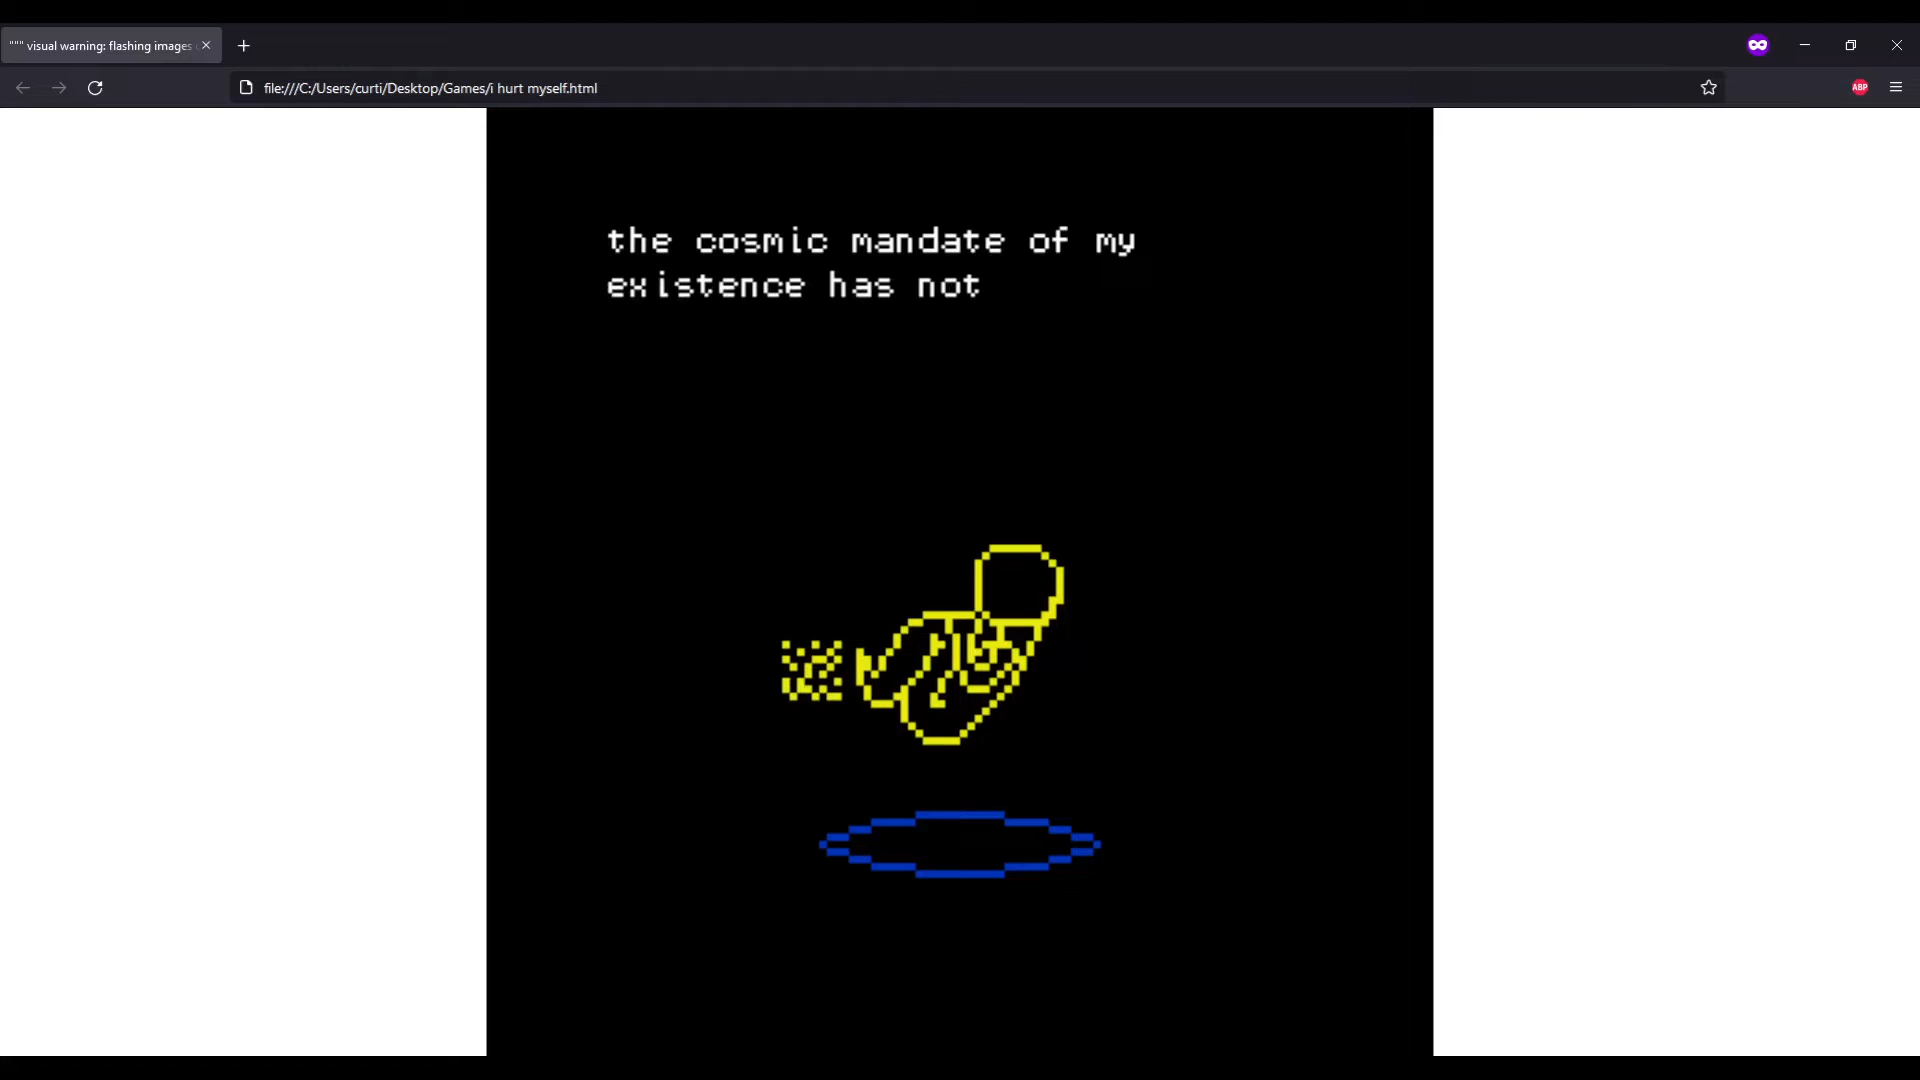 """ visual warning: flashing images
file:///C:/Users/curti/Desktop/Games/i hurt myself.html
ABP
the cosmic mandate of my
existence has not